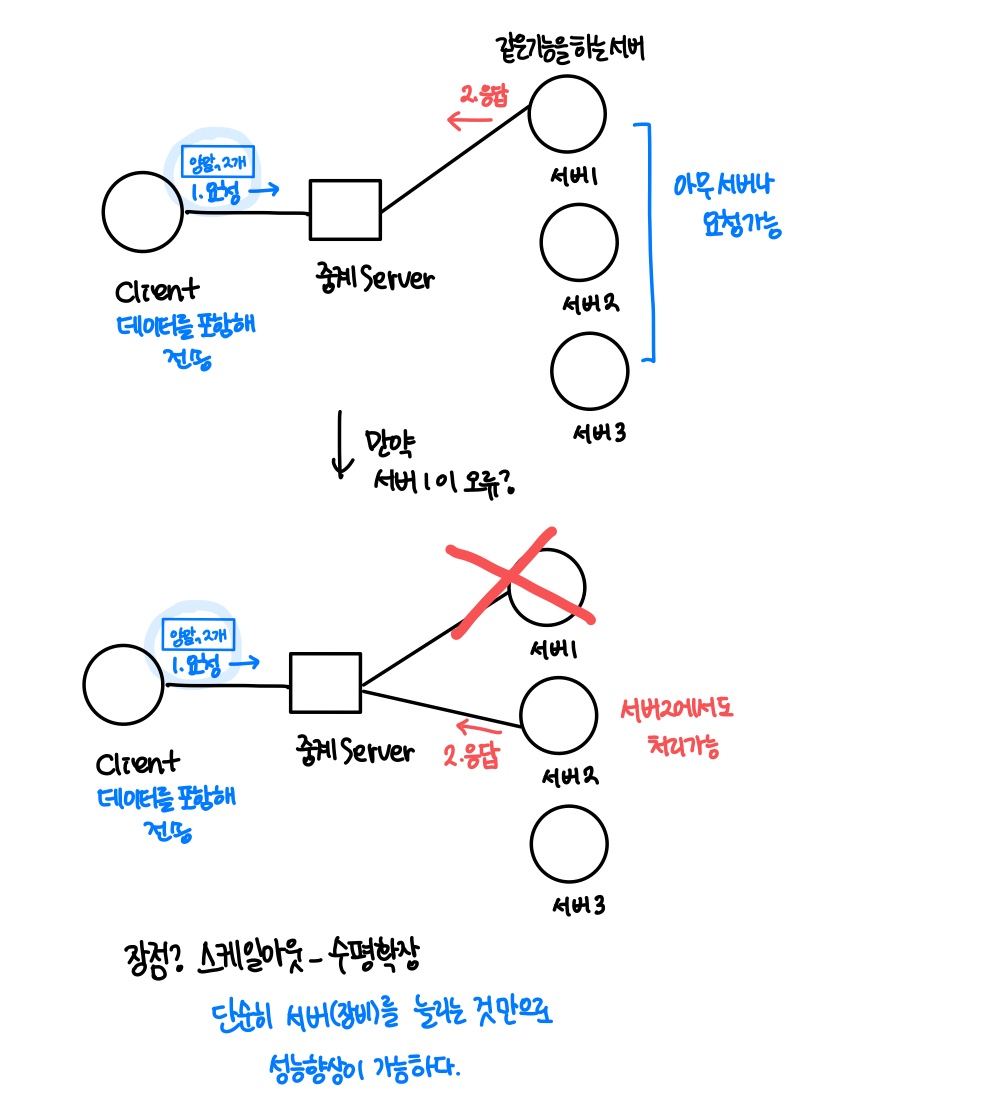 같은기능을하는서버
2.응답
양말, 2개
1.요청
서버1
아무서버나
요청가능
중계 Server
Client
데이터를 포함해
전송
서버2
서버3
만약
서버1이 오류?
양말, 2개
1.요청
서버1
서버2에서도
처리가능
중계 Server
2.응답
Client
데이터를 포함해
전송
서버2
서버3
장점? 스케일아웃 - 수평확장
단순히 서버(장비)를 늘리는 것만으로
성능향상이 가능하다.